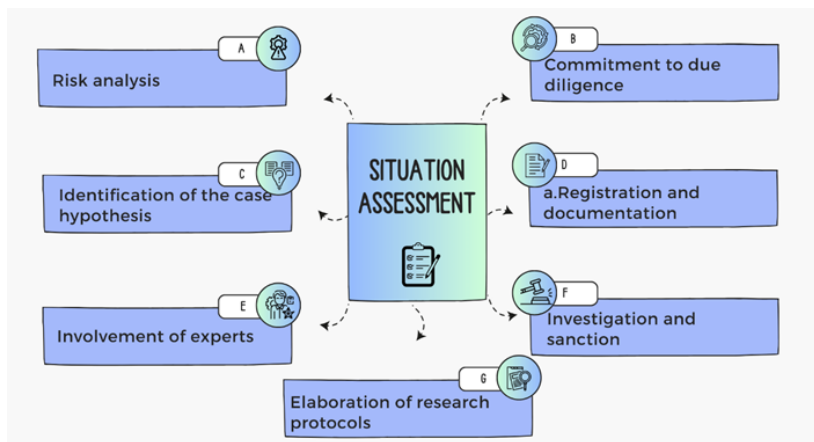 A
Risk analysis
B
Commitment to due
diligence
SITUATION
ASSESSMENT
C
Identification of the case
hypothesis
D
a.Registration and
documentation
E
Involvement of experts
F
Investigation and
sanction
G
Elaboration of research
protocols